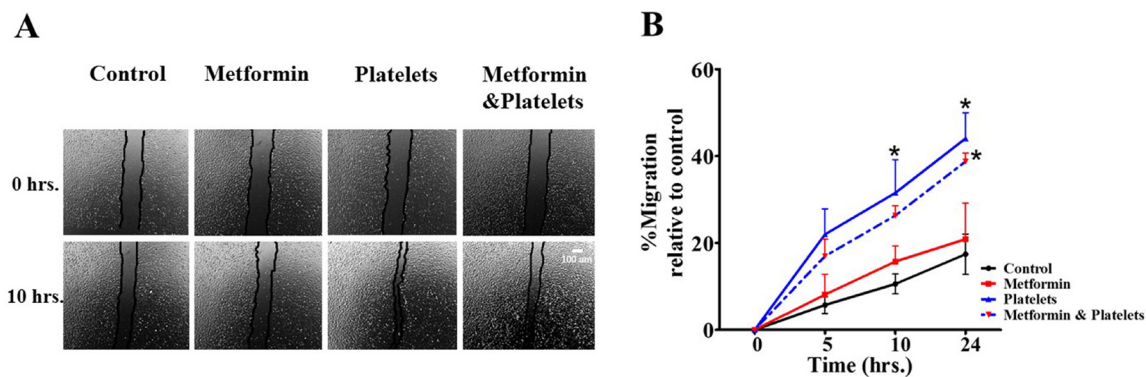 A
Control
Metformin
Platelets
Metformin
&Platelets
0 hrs.
10 hrs.
100 um
B
%Migration
relative to control
60
40
20
0
0
5
10
24
Time (hrs.)
*
*
*
Control
Metformin
Platelets
Metformin & Platelets